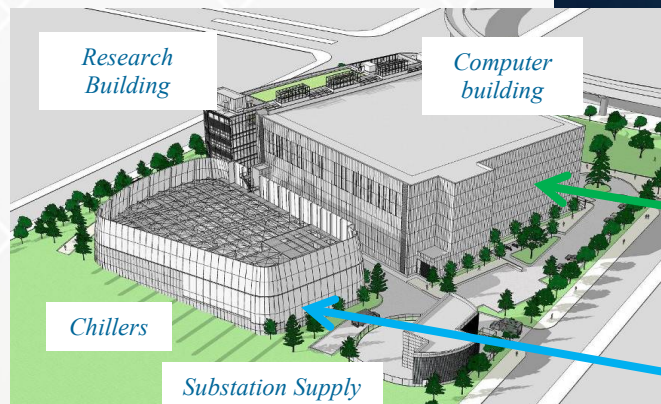 Research
Building
Computer
building
Chillers
Substation Supply